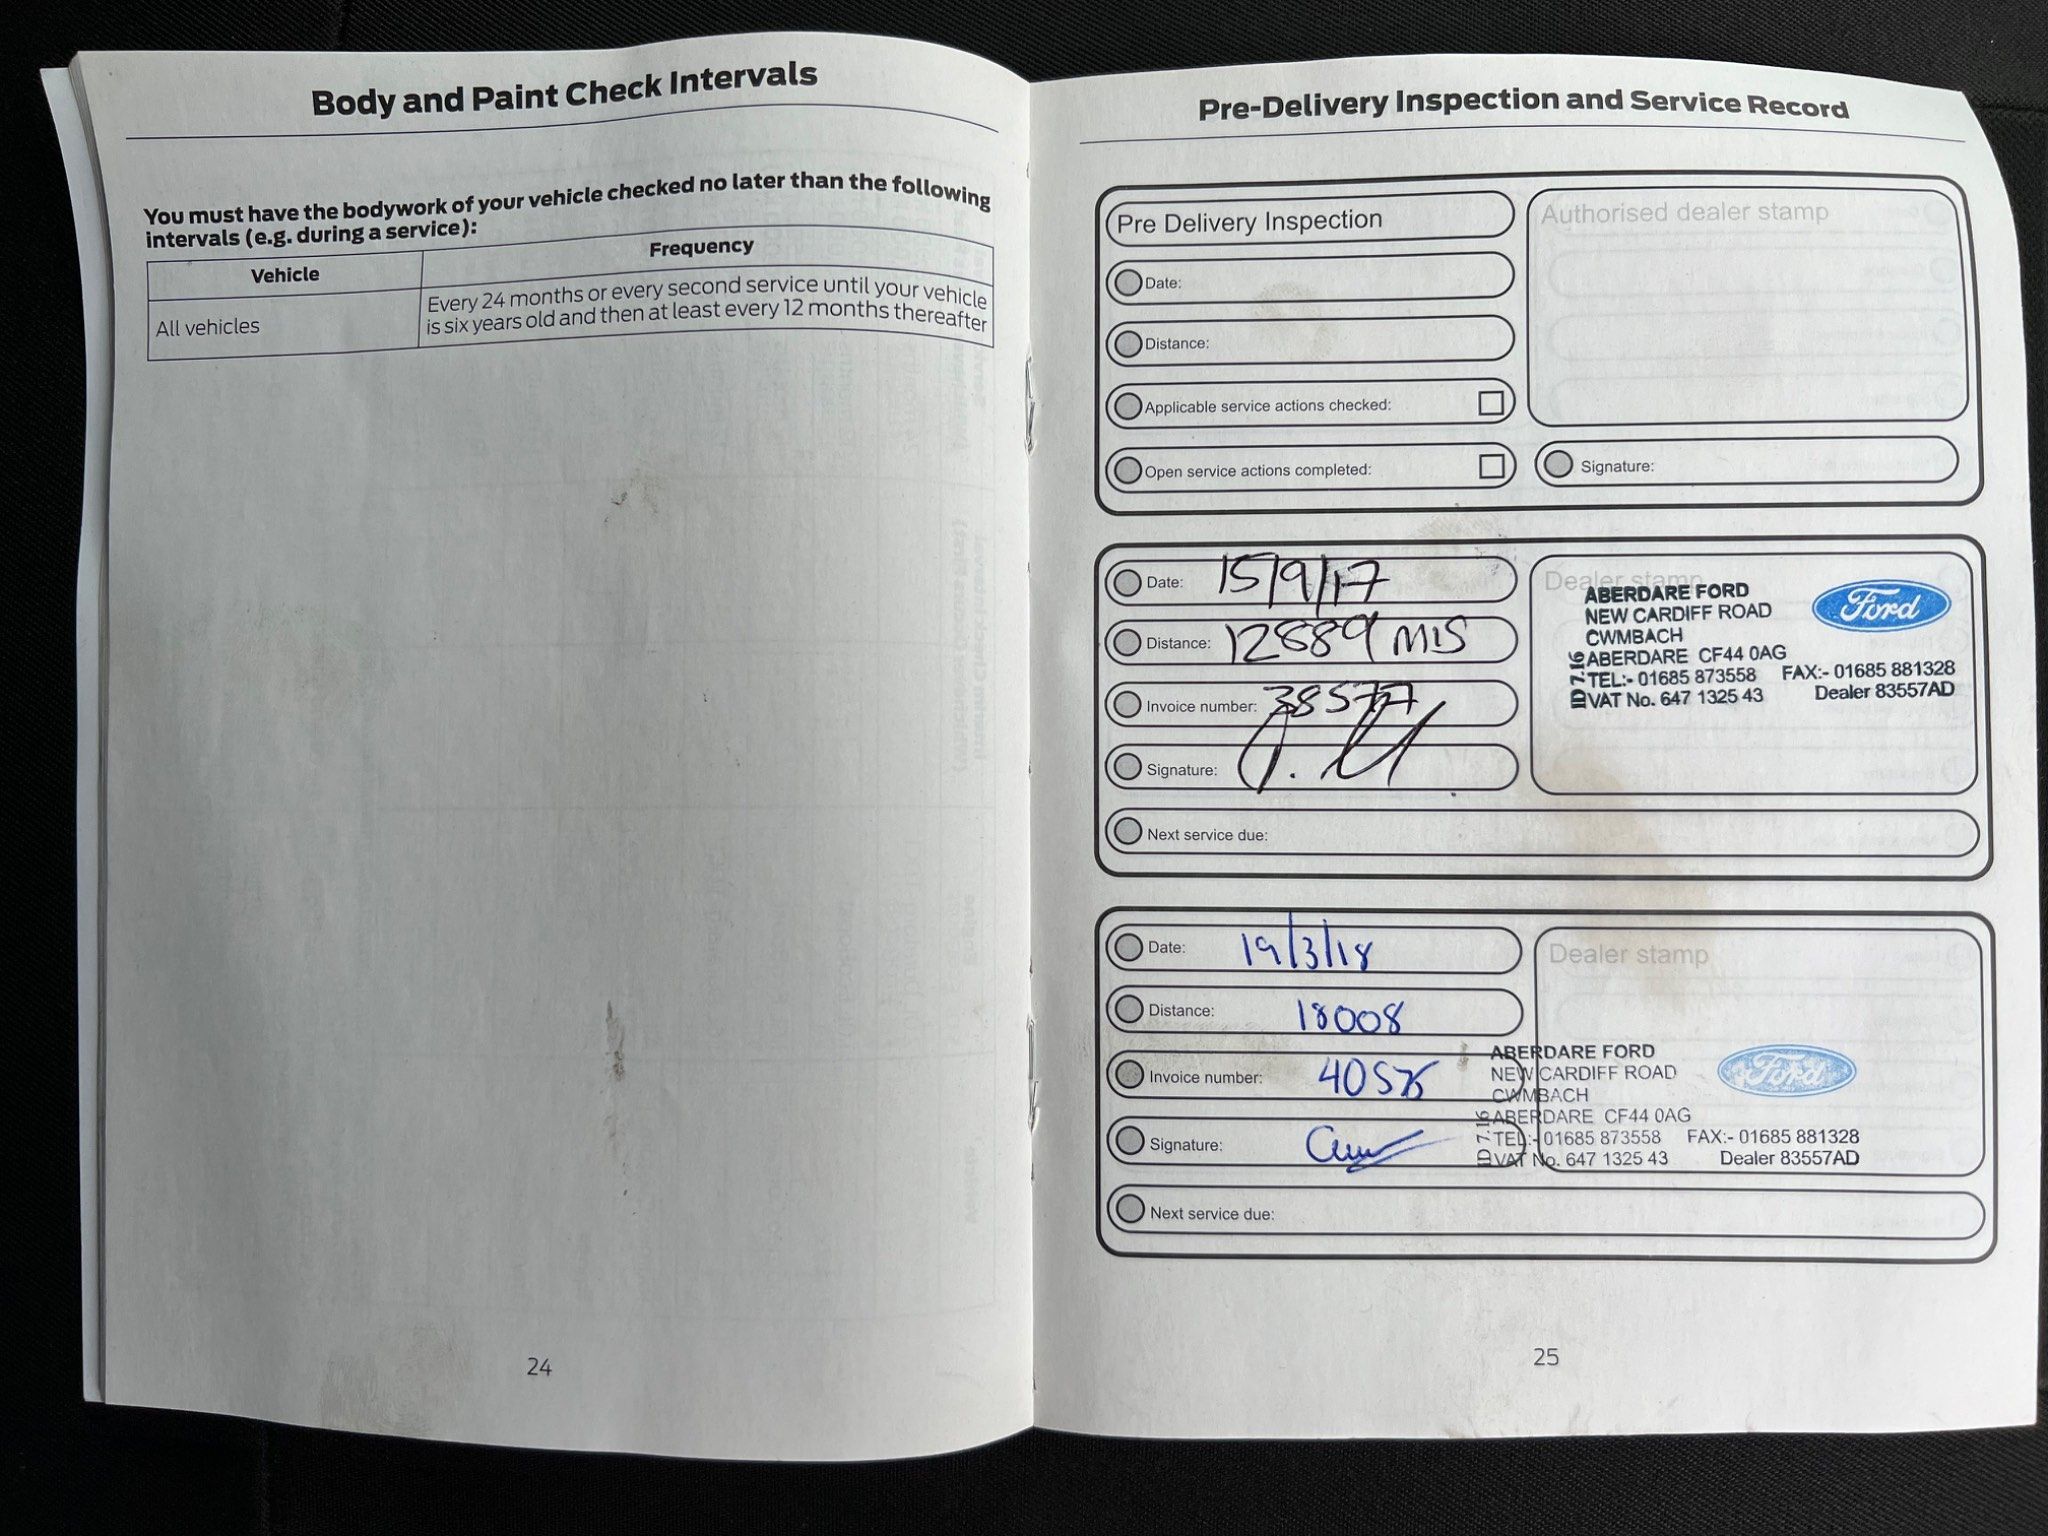 Body and Paint Check Intervals
You must have the bodywork of your vehicle checked no later than the following
intervals (e.g. during a service):
Vehicle
Frequency
All vehicles
Every 24 months or every second service until your vehicle
is six years old and then at least every 12 months thereafter
24
Pre-Delivery Inspection and Service Record
Pre Delivery Inspection
Authorised dealer stamp
Date:
Distance:
Applicable service actions checked:
Open service actions completed:
Signature:
Date: 15/9/17
Distance: 12889 MIS
Invoice number: 38577
Signature:
Next service due:
Dealer stamp
ABERDARE FORD
NEW CARDIFF ROAD
CWMBACH
ABERDARE CF44 0AG
TEL:- 01685 873558 FAX:- 01685 881328
VAT No. 647 1325 43 Dealer 83557AD
ID 7.16
Ford
Date: 19/3/18
Distance: 18008
Invoice number:
Signature:
Next service due:
Dealer stamp
ABERDARE FORD
NEW CARDIFF ROAD
CWMBACH
ABERDARE CF44 0AG
TEL:- 01685 873558 FAX:- 01685 881328
VAT No. 647 1325 43 Dealer 83557AD
ID 7.16
Ford
25